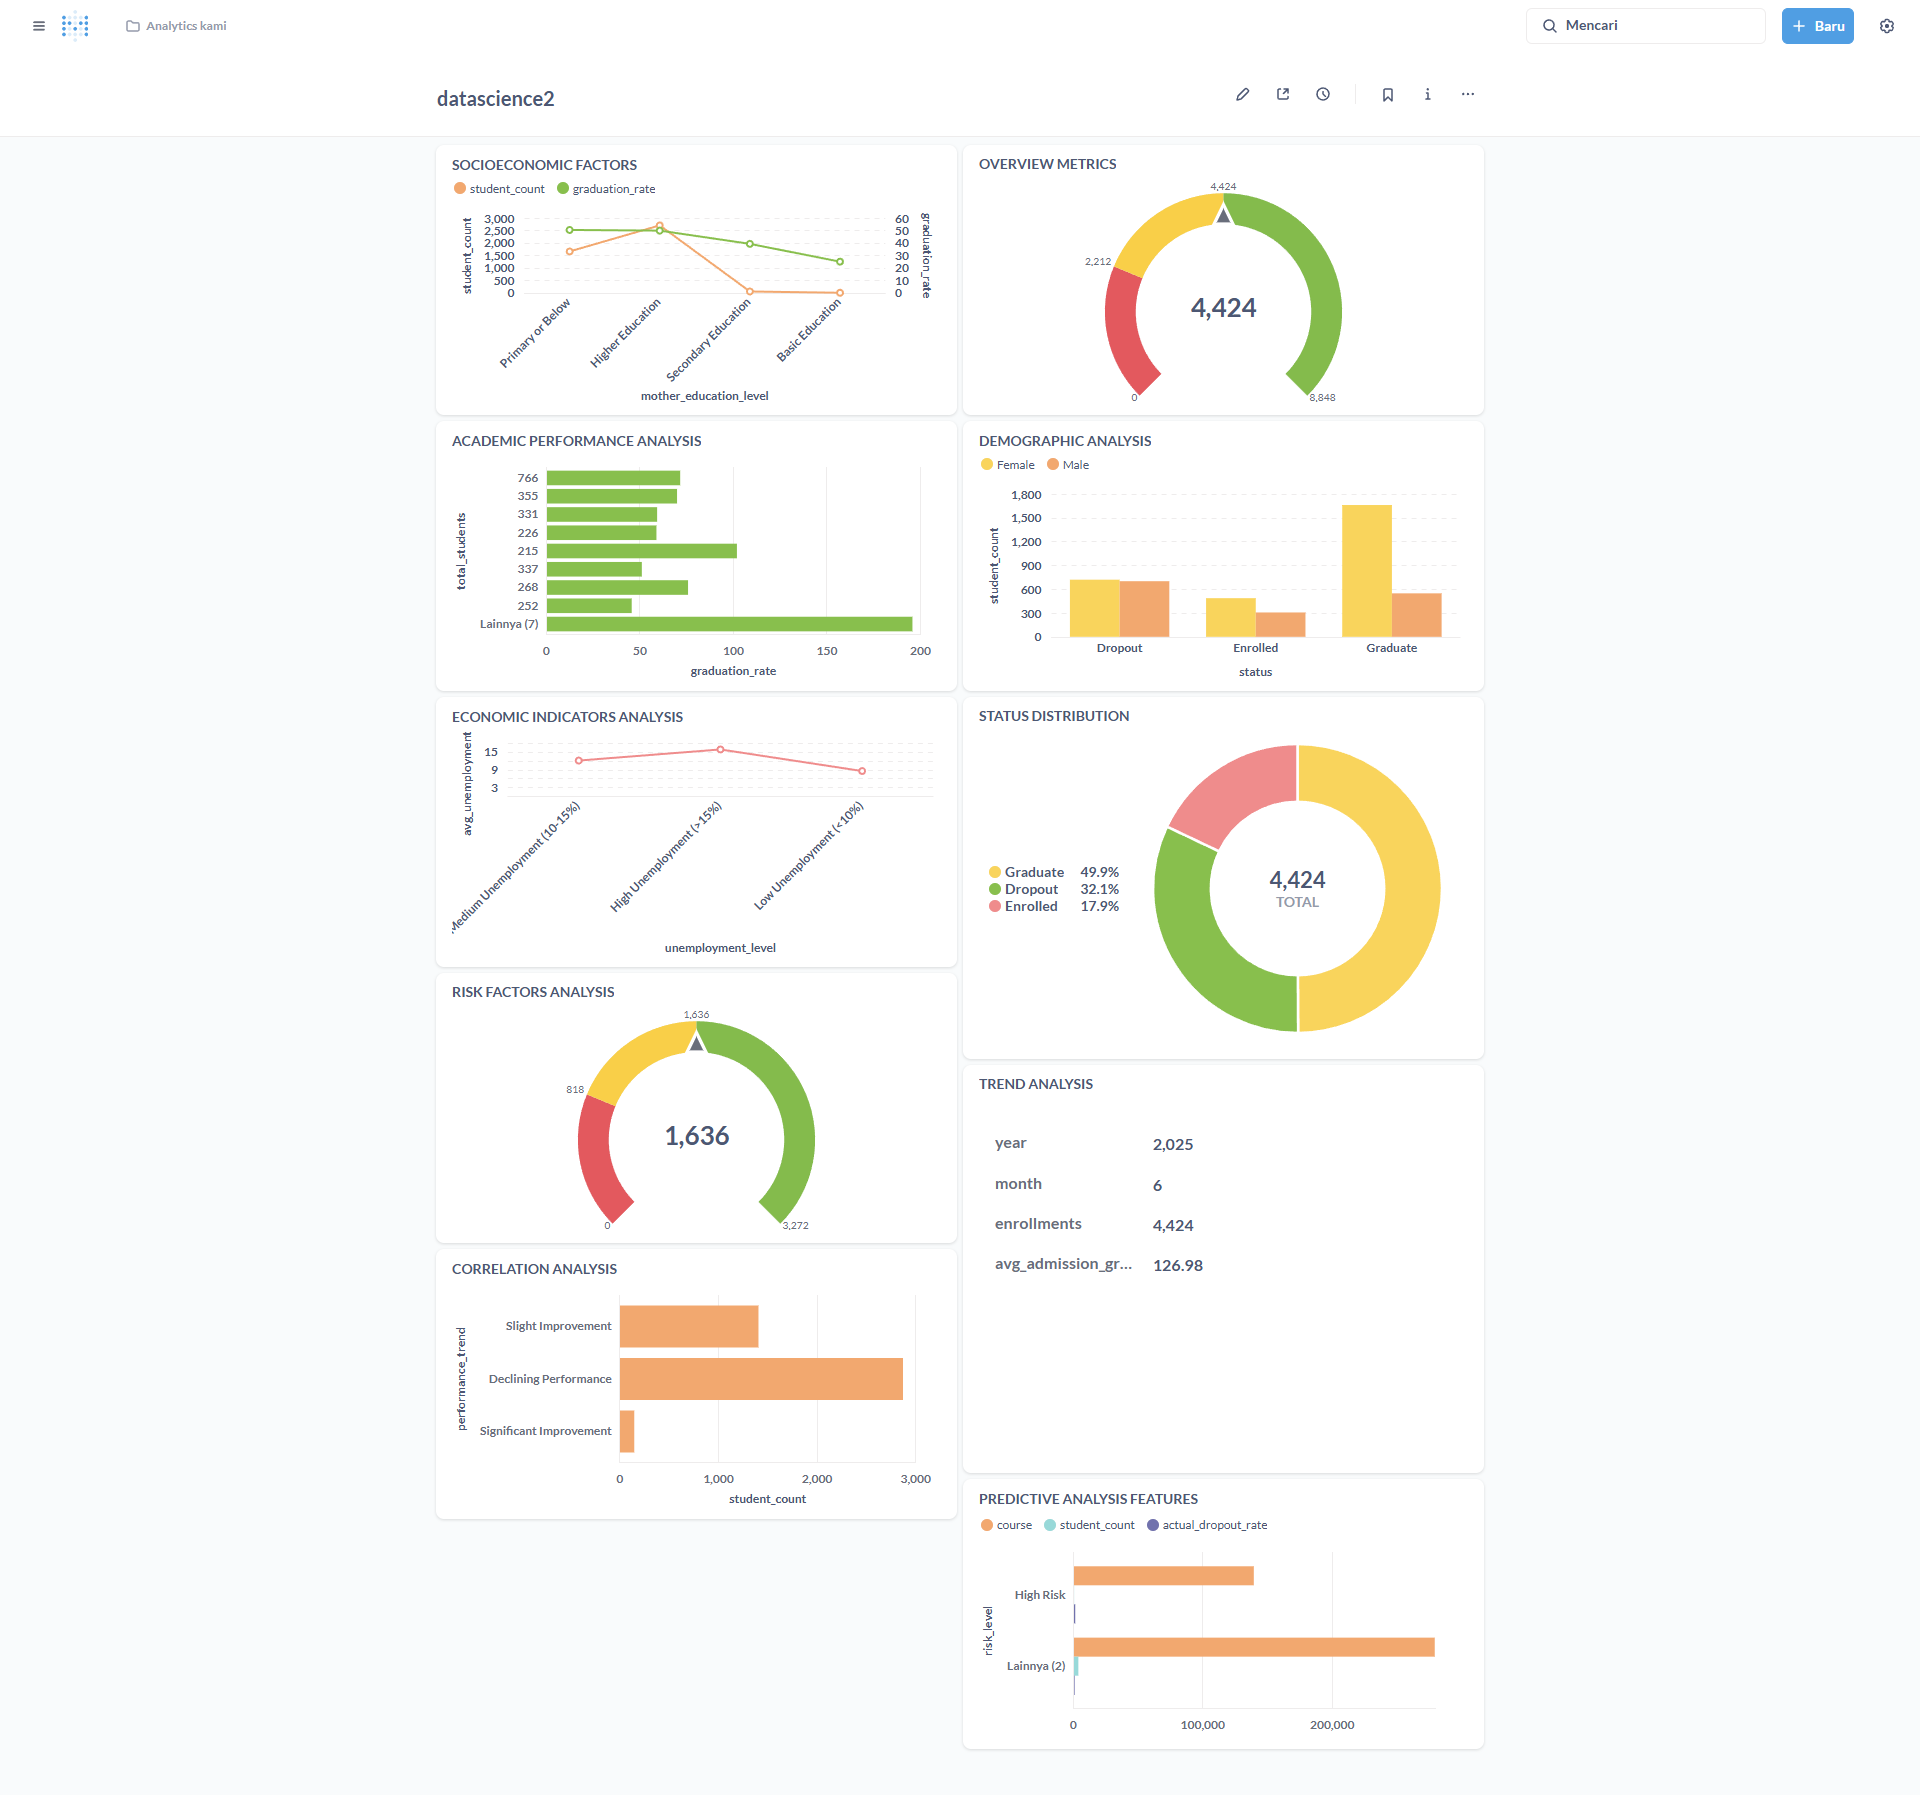 Analytics kami
Mencari
Baru
datascience2
SOCIOECONOMIC FACTORS
student_count
graduation_rate
3,000
2,500
2,000
1,500
1,000
500
0
student_count
60
50
40
30
20
10
0
graduation_rate
Primary or Below
Higher Education
Secondary Education
Basic Education
mother_education_level
OVERVIEW METRICS
4,424
2,212
4,424
0
8,848
ACADEMIC PERFORMANCE ANALYSIS
total_students
766
355
331
226
215
337
268
252
Lainnya (7)
0
50
100
150
200
graduation_rate
DEMOGRAPHIC ANALYSIS
Female
Male
student_count
1,800
1,500
1,200
900
600
300
0
Dropout
Enrolled
Graduate
status
ECONOMIC INDICATORS ANALYSIS
avg_unemployment
15
9
3
Medium Unemployment (10-15%)
High Unemployment (>15%)
Low Unemployment (<10%)
unemployment_level
STATUS DISTRIBUTION
Graduate 49.9%
Dropout 32.1%
Enrolled 17.9%
4,424
TOTAL
RISK FACTORS ANALYSIS
1,636
818
1,636
0
3,272
TREND ANALYSIS
year 2,025
month 6
enrollments 4,424
avg_admission_gr... 126.98
CORRELATION ANALYSIS
performance_trend
Slight Improvement
Declining Performance
Significant Improvement
0
1,000
2,000
3,000
student_count
PREDICTIVE ANALYSIS FEATURES
course
student_count
actual_dropout_rate
risk_level
High Risk
Lainnya (2)
0
100,000
200,000